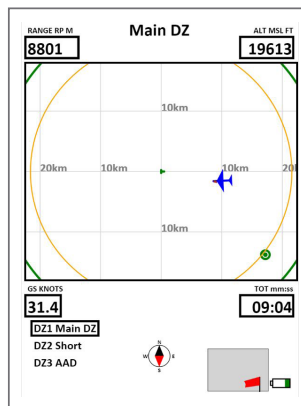 Main DZ
RANGE RP M
ALT MSL FT
8801
19613
10km
20km
10km
10km
20
10km
GS KNOTS
TOT mm:ss
31.4
09:04
DZ1 Main DZ
DZ2 Short
DZ3 AAD
N
W
E
S